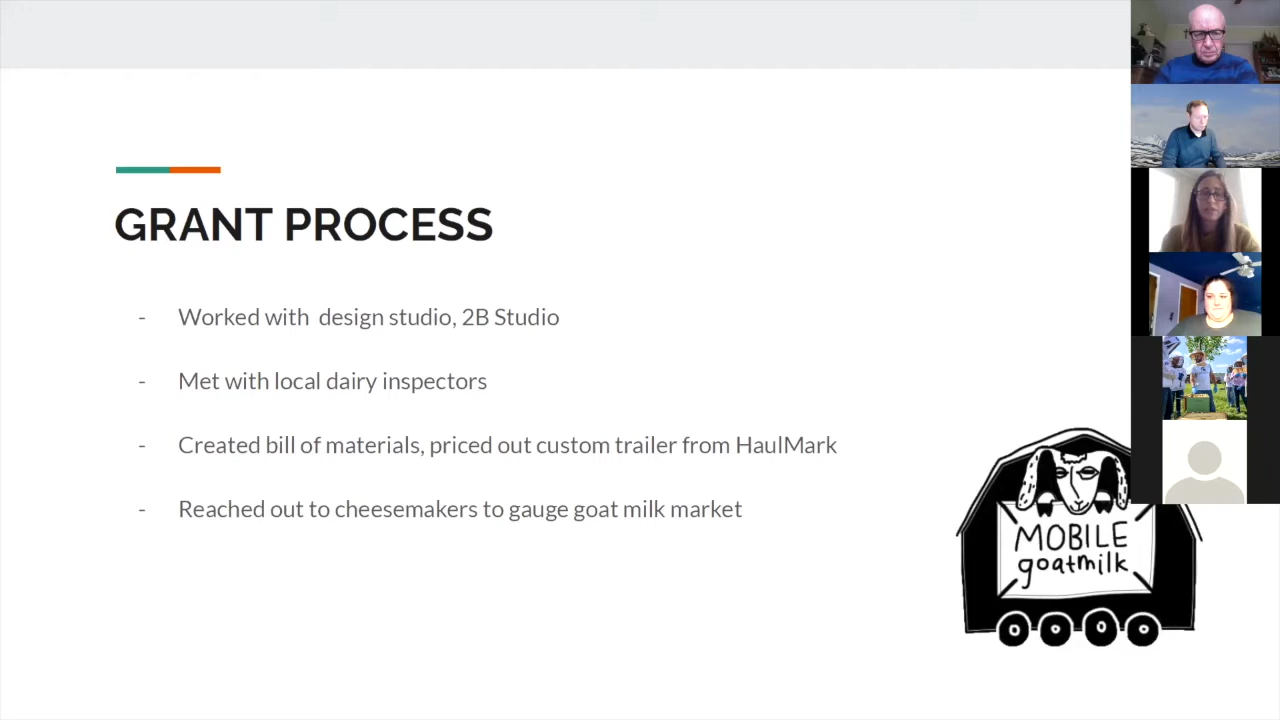 GRANT PROCESS
- Worked with  design studio, 2B Studio
- Met with local dairy inspectors
- Created bill of materials, priced out custom trailer from HaulMark
- Reached out to cheesemakers to gauge goat milk market
MOBILE
goatmilk